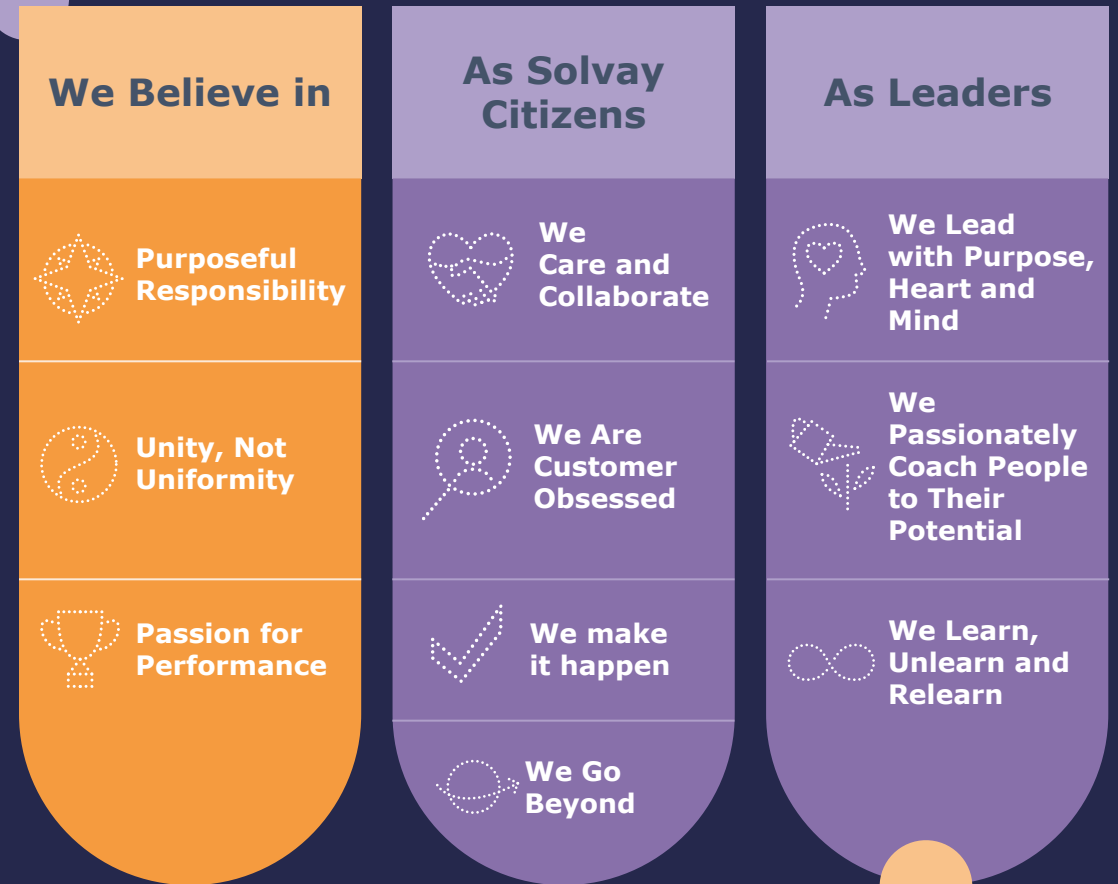 We Believe in
Purposeful
Responsibility
Unity, Not
Uniformity
Passion for
Performance
As Solvay
Citizens
We
Care and
Collaborate
We Are
Customer
Obsessed
We make
it happen
We Go
Beyond
As Leaders
We Lead
with Purpose,
Heart and
Mind
We
Passionately
Coach People
to Their
Potential
We Learn,
Unlearn and
Relearn